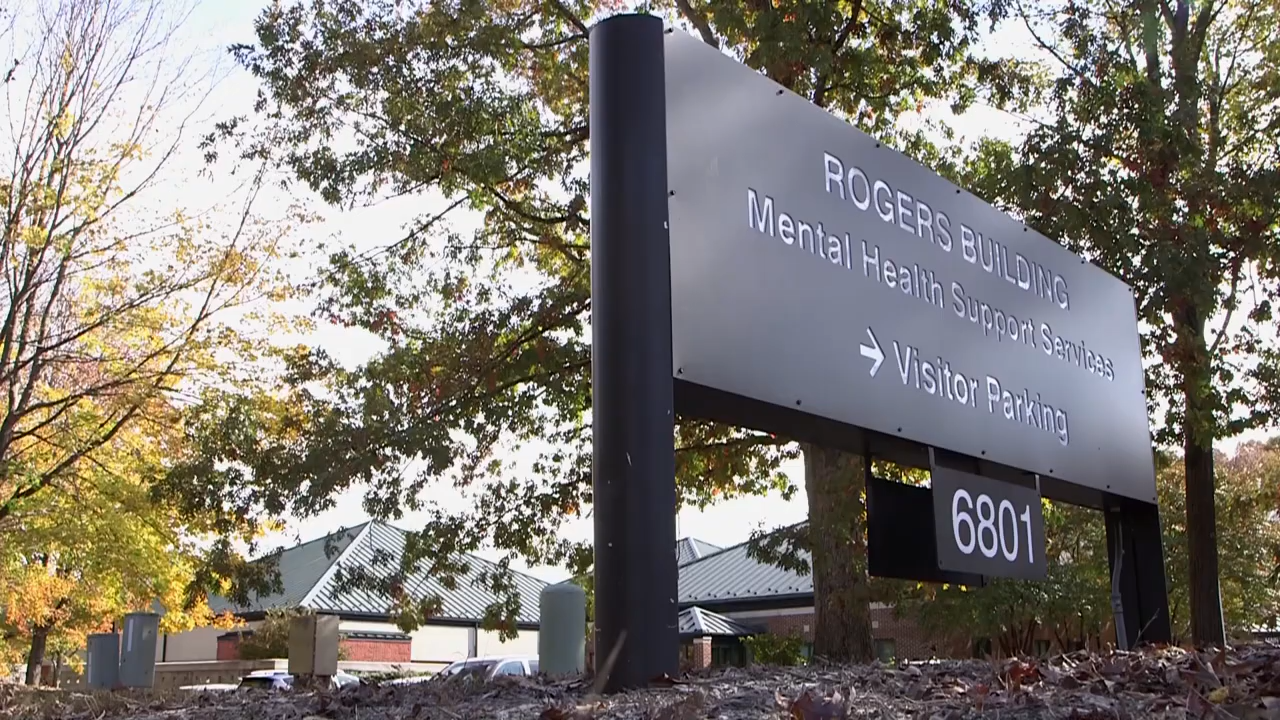 ROGERS BUILDING
Mental Health Support Services
→ Visitor Parking
6801